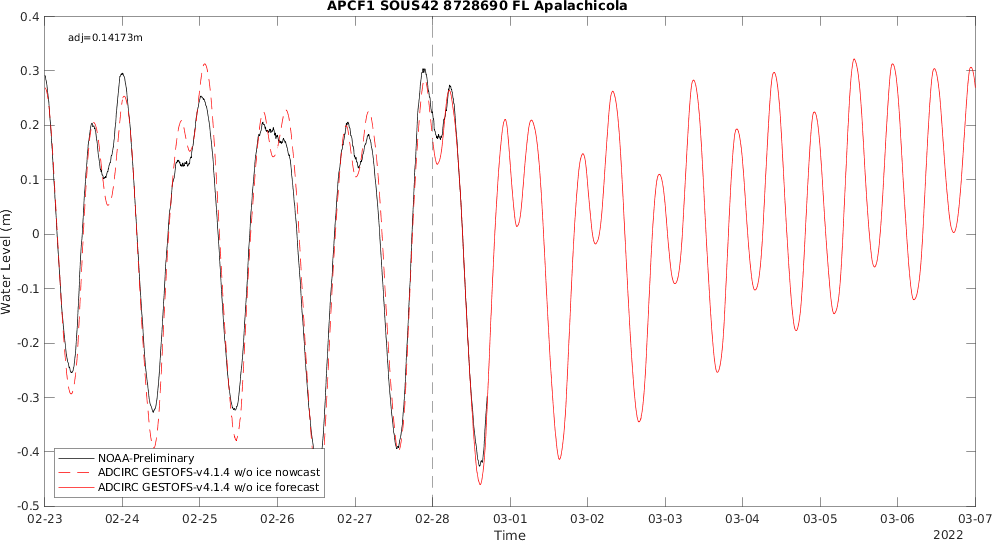 APCF1 SOUS42 8728690 FL Apalachicola
adj=0.14173m
0.4
0.3
0.2
0.1
0
-0.1
-0.2
-0.3
-0.4
-0.5
Water Level (m)
NOAA-Preliminary
ADCIRC GESTOFS-v4.1.4 w/o ice nowcast
ADCIRC GESTOFS-v4.1.4 w/o ice forecast
02-23 02-24 02-25 02-26 02-27 02-28 03-01 03-02 03-03 03-04 03-05 03-06 03-07
Time
2022